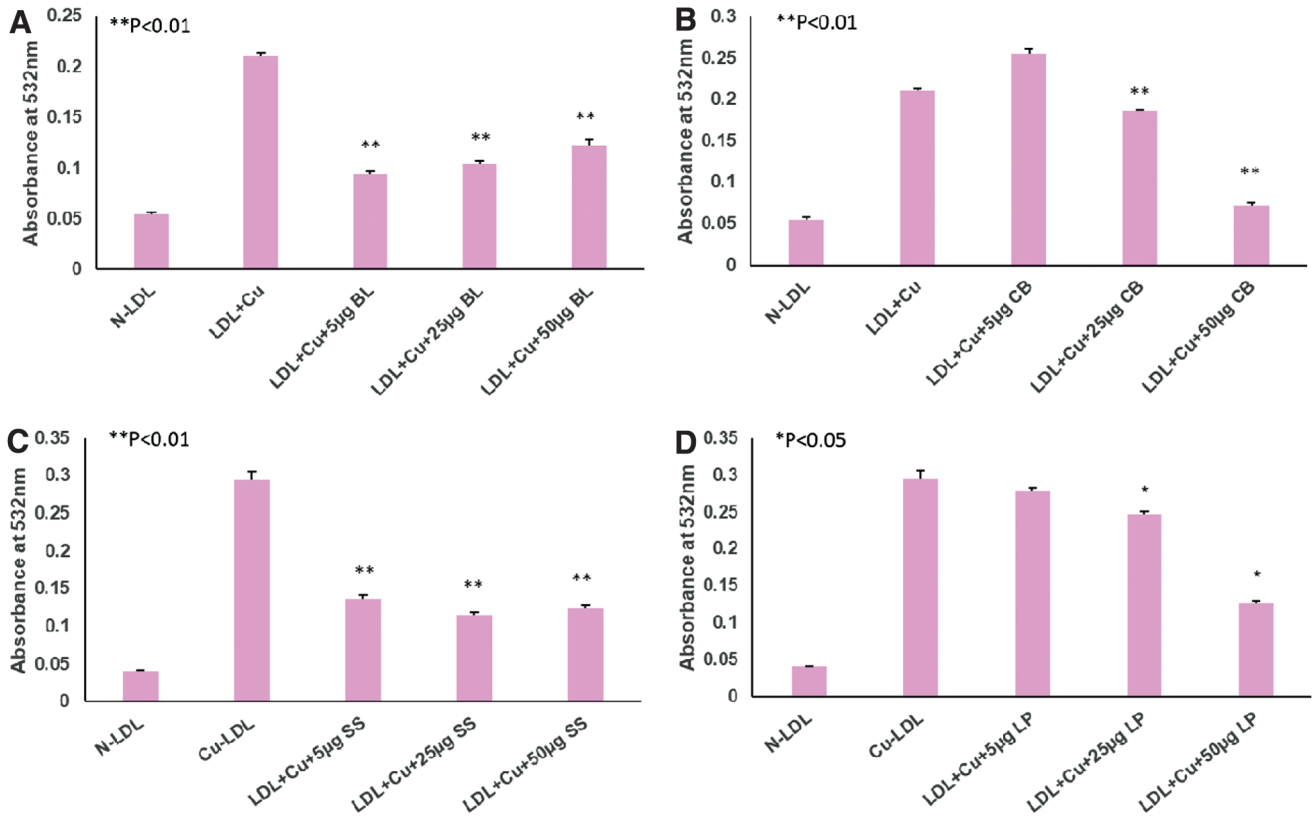 A
**P<0.01
Absorbance at 532nm
0.25
0.2
0.15
0.1
0.05
0
**
**
**
N-LDL
LDL+Cu
LDL+Cu+5µg BL
LDL+Cu+25µg BL
LDL+Cu+50µg BL
B
**P<0.01
Absorbance at 532nm
0.3
0.25
0.2
0.15
0.1
0.05
0
**
**
N-LDL
LDL+Cu
LDL+Cu+5µg CB
LDL+Cu+25µg CB
LDL+Cu+50µg CB
C
**P<0.01
Absorbance at 532nm
0.35
0.3
0.25
0.2
0.15
0.1
0.05
0
**
**
**
N-LDL
Cu-LDL
LDL+Cu+5µg SS
LDL+Cu+25µg SS
LDL+Cu+50µg SS
D
*P<0.05
Absorbance at 532nm
0.35
0.3
0.25
0.2
0.15
0.1
0.05
0
*
*
N-LDL
Cu-LDL
LDL+Cu+5µg LP
LDL+Cu+25µg LP
LDL+Cu+50µg LP